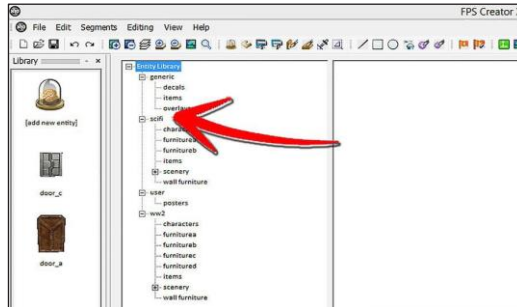 FPS Creator
File Edit Segments Editing View Help
Library
[add new entity]
door_c
door_a
Entity Library
generic
decals
items
scifi
furniturea
furnitureb
items
scenery
wall furniture
user
posters
ww2
characters
furniturea
furnitureb
furniturec
furnitured
items
scenery
wall furniture